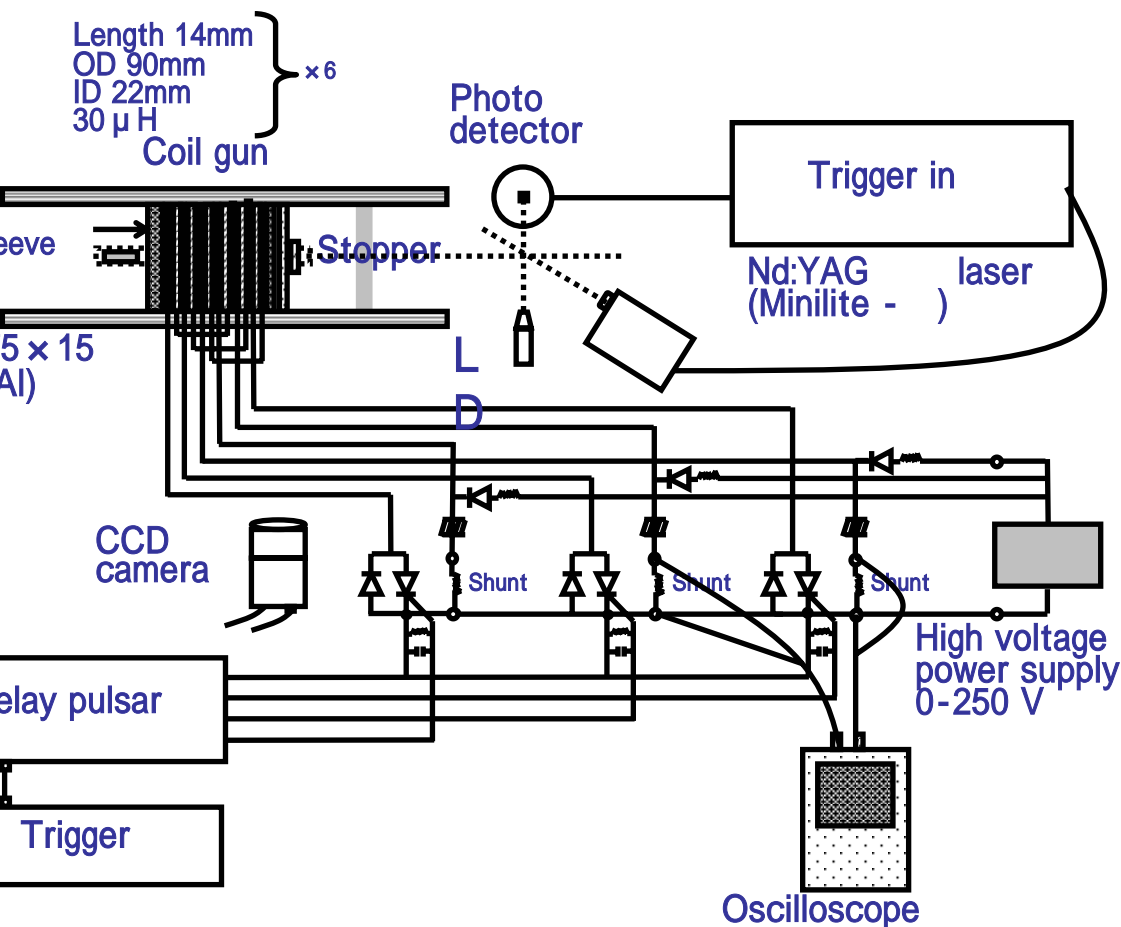 Length 14mm
OD 90mm
ID 22mm
30 μ H
× 6
Coil gun
Photo
detector
Trigger in
eeve
Stopper
Nd:YAG laser
(Minilite - )
5 × 15
Al)
L
D
CCD
camera
Shunt
Shunt
Shunt
High voltage
power supply
0-250 V
elay pulsar
Trigger
Oscilloscope